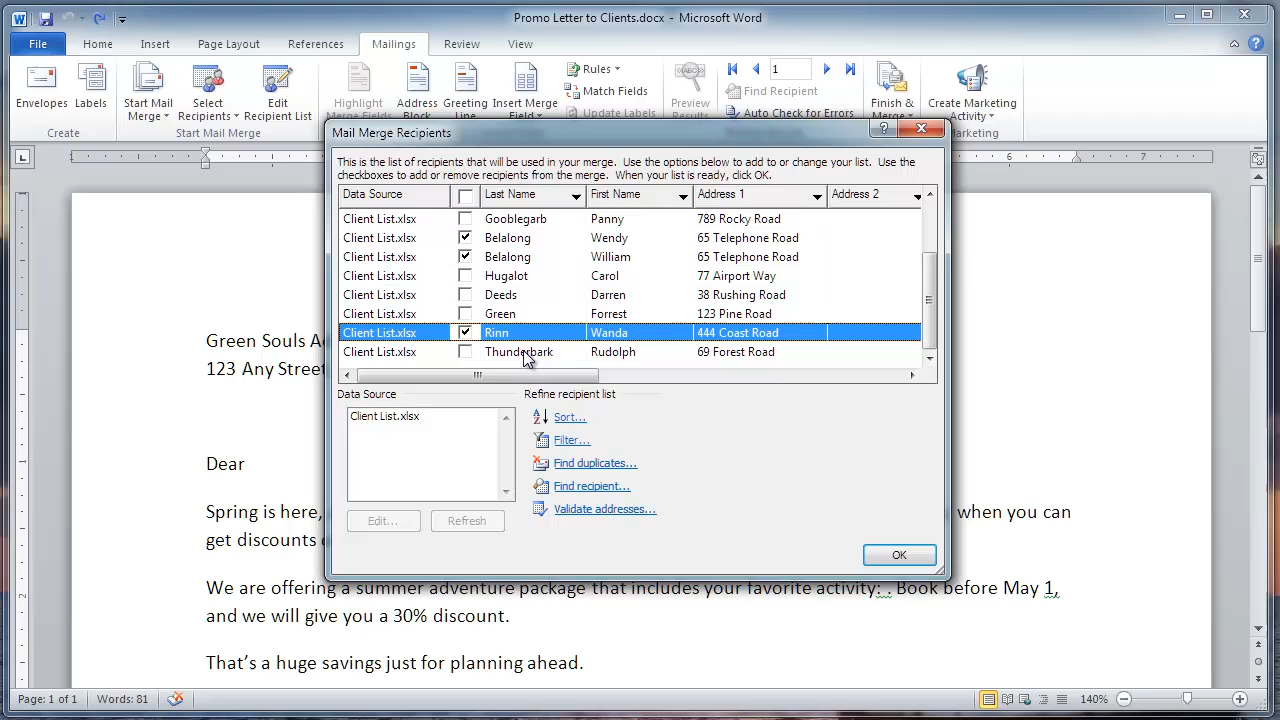 Promo Letter to Clients.docx - Microsoft Word
File Home Insert Page Layout References Mailings Review View
Envelopes Labels Start Mail Merge Select Recipients Edit Recipient List Highlight Merge Fields Address Block Greeting Line Insert Merge Field Rules Match Fields Update Labels Preview Results 1 Find Recipient Auto Check for Errors Finish & Merge Create Marketing Activity
Create Start Mail Merge Marketing
Mail Merge Recipients
This is the list of recipients that will be used in your merge. Use the options below to add to or change your list. Use the
checkboxes to add or remove recipients from the merge. When your list is ready, click OK.
Data Source Last Name First Name Address 1 Address 2
Client List.xlsx Gooblegarb Panny 789 Rocky Road
Client List.xlsx Belalong Wendy 65 Telephone Road
Client List.xlsx Belalong William 65 Telephone Road
Client List.xlsx Hugalot Carol 77 Airport Way
Client List.xlsx Deeds Darren 38 Rushing Road
Client List.xlsx Green Forrest 123 Pine Road
Client List.xlsx Rinn Wanda 444 Coast Road
Client List.xlsx Thunderbark Rudolph 69 Forest Road
Data Source Refine recipient list
Client List.xlsx
Sort...
Filter...
Find duplicates...
Find recipient...
Validate addresses...
Edit... Refresh
OK
1 6 7
1
2
Green Souls A
123 Any Street
Dear
Spring is here, when you can
get discounts
We are offering a summer adventure package that includes your favorite activity: . Book before May 1,
and we will give you a 30% discount.
That's a huge savings just for planning ahead.
Page: 1 of 1 Words: 81 140%